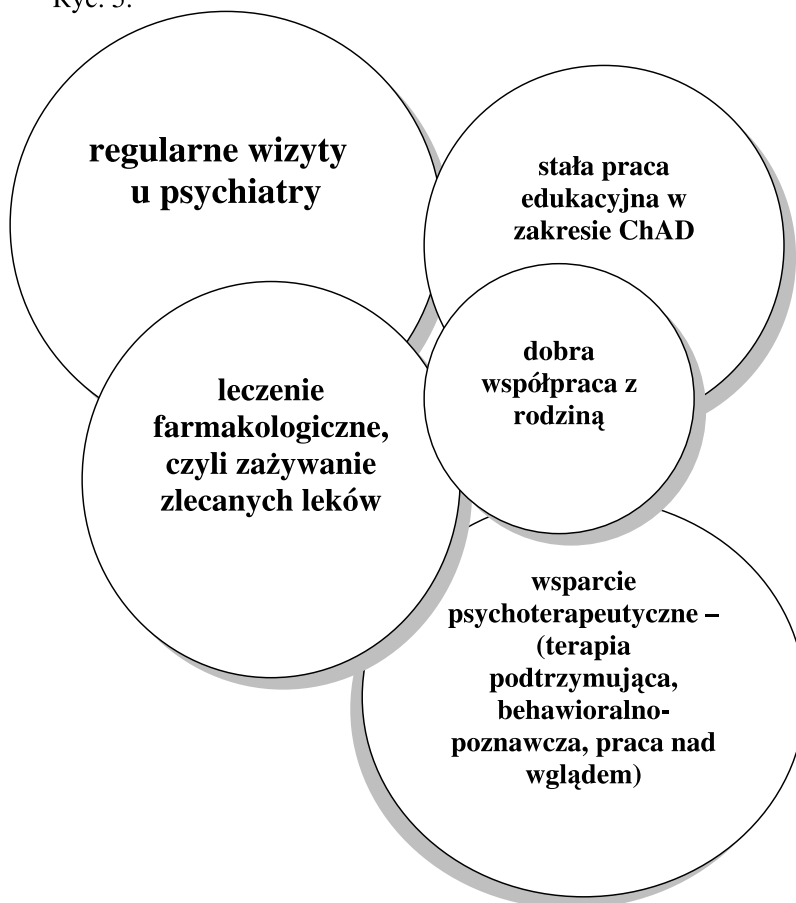 Ryc. 5.
regularne wizyty
u psychiatry
stała praca
edukacyjna w
zakresie ChAD
dobra
współpraca z
rodziną
leczenie
farmakologiczne,
czyli zażywanie
zlecanych leków
wsparcie
psychoterapeutyczne –
(terapia
podtrzymująca,
behawioralno-
poznawcza, praca nad
wglądem)